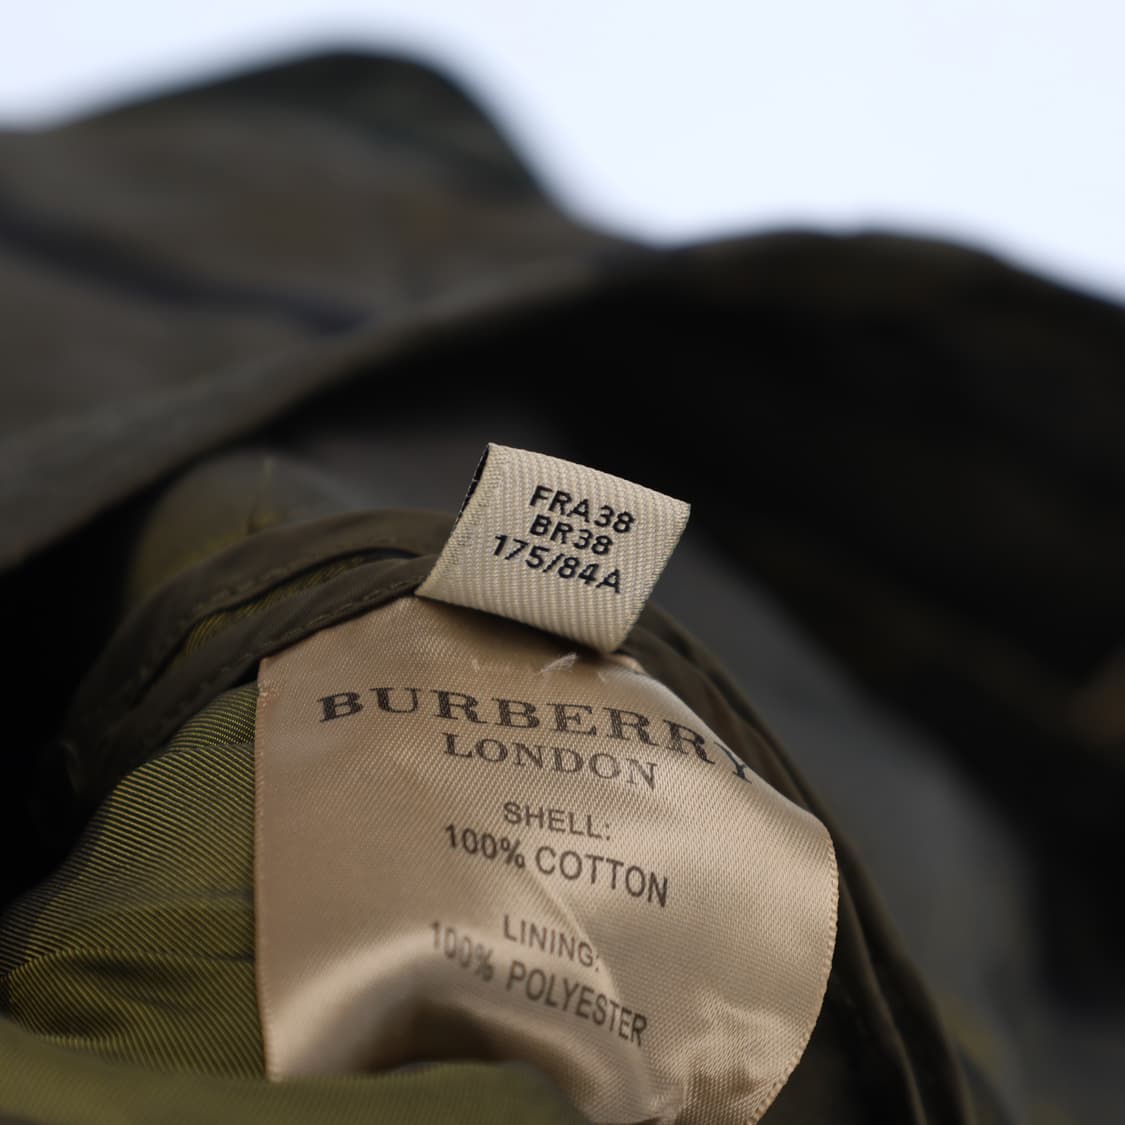 FRA38
BR38
175/84A
BURBERRY
LONDON
SHELL:
100% COTTON
LINING:
100% POLYESTER